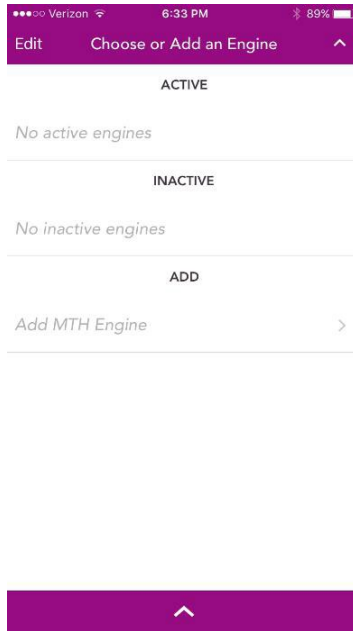 Verizon 6:33 PM 89%
Edit Choose or Add an Engine
ACTIVE
No active engines
INACTIVE
No inactive engines
ADD
Add MTH Engine